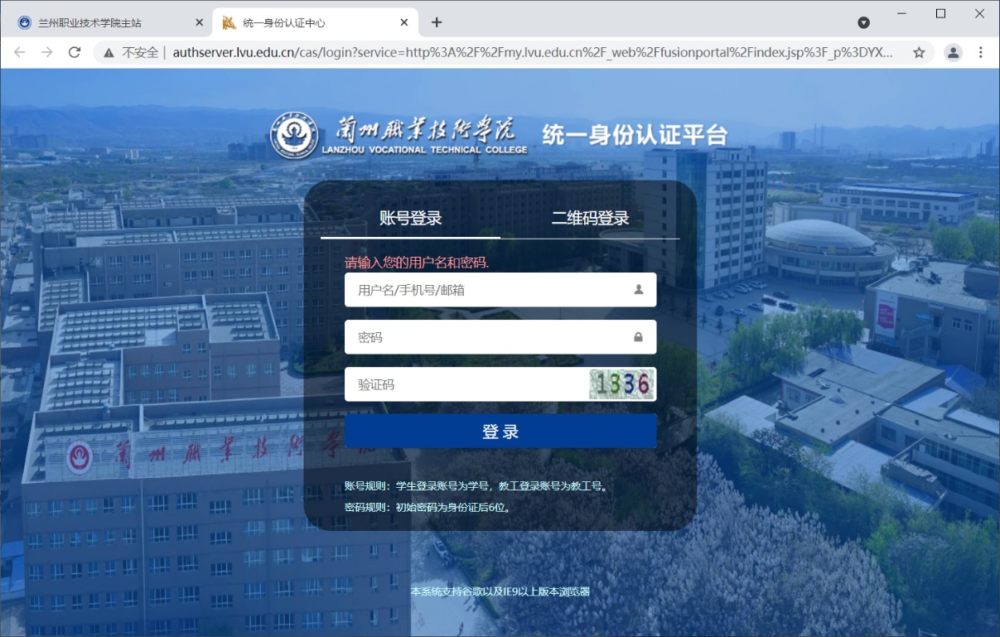 兰州职业技术学院主站
统一身份认证中心
不安全 | authserver.lvu.edu.cn/cas/login?service=http%3A%2F%2Fmy.lvu.edu.cn%2F_web%2Ffusionportal%2Findex.jsp%3F_p%3DYX...
蘭州職業技術學院
LANZHOU VOCATIONAL TECHNICAL COLLEGE
统一身份认证平台
账号登录
二维码登录
请输入您的用户名和密码.
用户名/手机号/邮箱
密码
验证码
1336
登录
蘭州職業技術學院
账号规则：学生登录账号为学号，教工登录账号为教工号。
密码规则：初始密码为身份证后6位。
本系统支持谷歌以及IE9以上版本浏览器